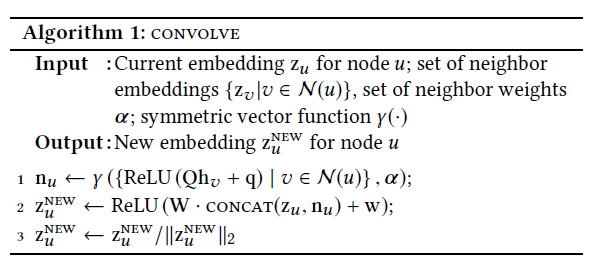 Algorithm 1: CONVOLVE
Input : Current embedding z_u for node u; set of neighbor
embeddings {z_v|v ∈ N(u)}, set of neighbor weights
α; symmetric vector function γ(·)
Output: New embedding z_u^NEW for node u
1 n_u ← γ ({ReLU (Qh_v + q) | v ∈ N(u)} , α);
2 z_u^NEW ← ReLU (W · CONCAT(z_u, n_u) + w);
3 z_u^NEW ← z_u^NEW/‖z_u^NEW‖_2